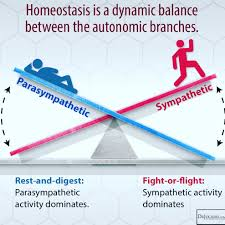 Homeostasis is a dynamic balance
between the autonomic branches.
Parasympathetic
Sympathetic
Rest-and-digest:
Parasympathetic
activity dominates.
Fight-or-flight:
Sympathetic activity
dominates